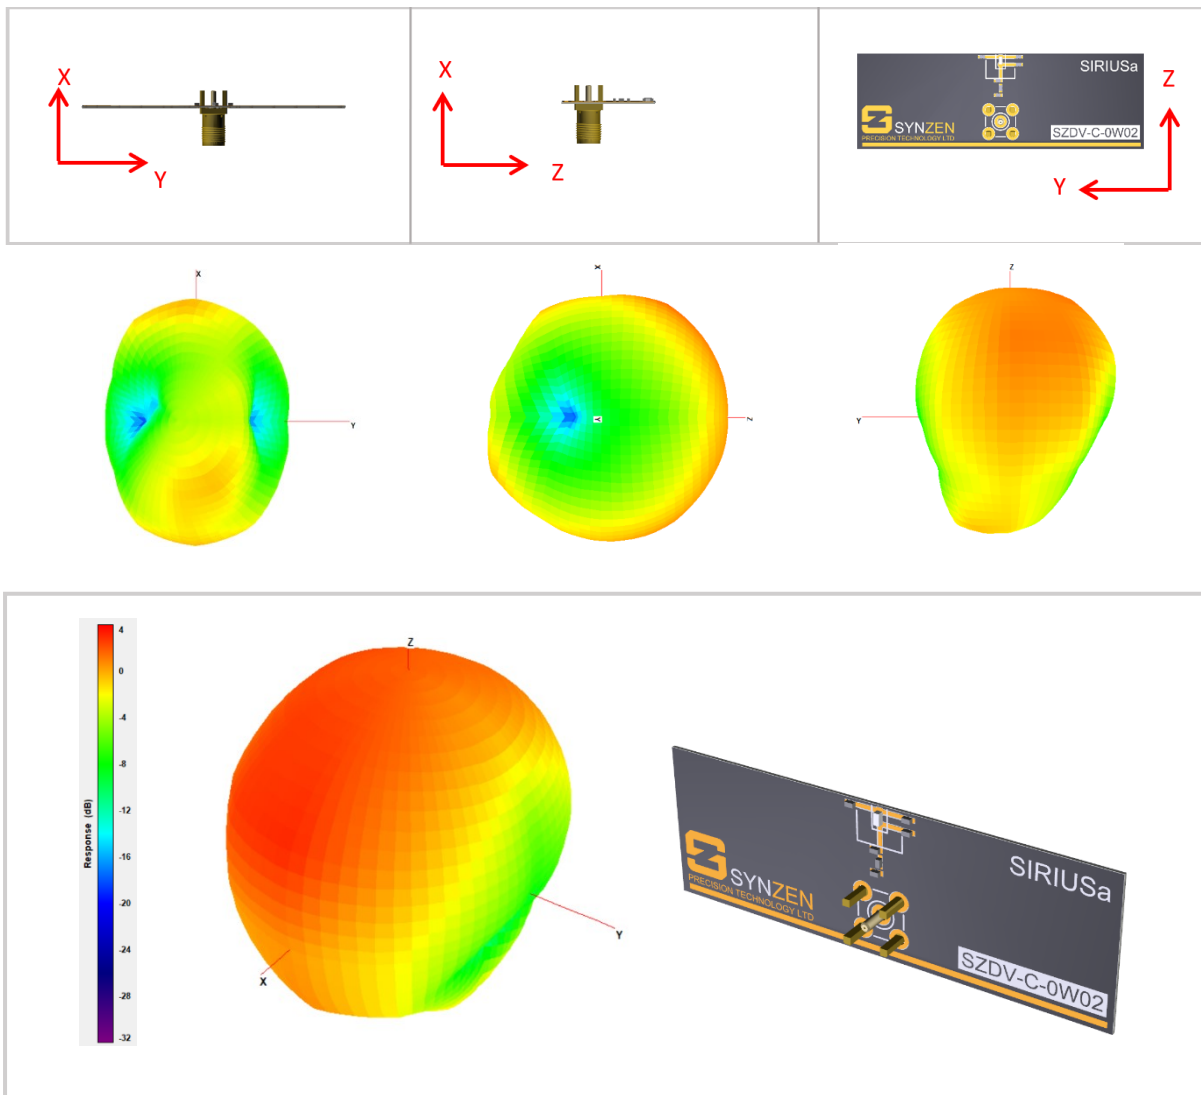 X
Y
X
Z
SIRIUSa
SYNZEN
PRECISION TECHNOLOGY LTD
SZDV-C-0W02
Z
Y
X
Y
X
Y
Z
Z
Y
4
0
-4
-8
-12
-16
-20
-24
-28
-32
Response (dB)
Z
Y
X
SYNZEN
PRECISION TECHNOLOGY LTD
SIRIUSa
SZDV-C-0W02